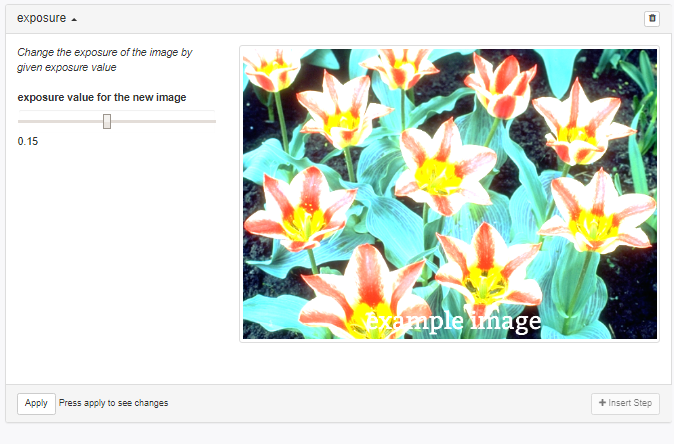 exposure
Change the exposure of the image by
given exposure value
exposure value for the new image
0.15
example image
Apply Press apply to see changes
Insert Step